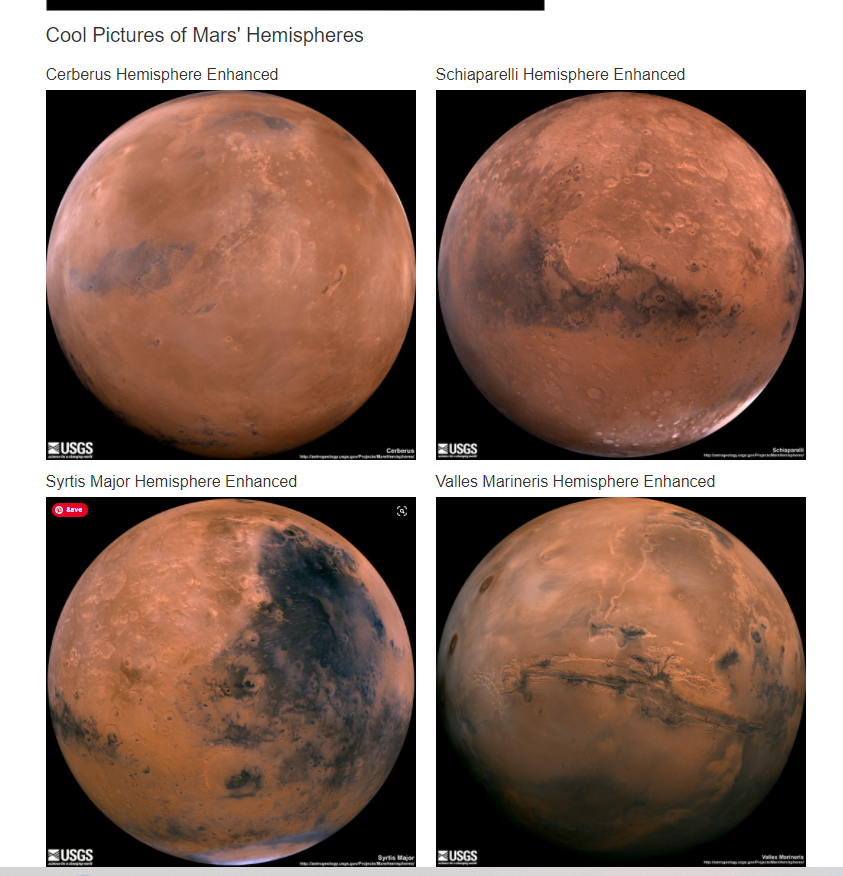 Cool Pictures of Mars' Hemispheres
Cerberus Hemisphere Enhanced
Schiaparelli Hemisphere Enhanced
USGS
science for a changing world
Cerberus
http://astrogeology.usgs.gov/Projects/MarsHemispheres/
USGS
science for a changing world
Schiaparelli
http://astrogeology.usgs.gov/Projects/MarsHemispheres/
Syrtis Major Hemisphere Enhanced
Valles Marineris Hemisphere Enhanced
Save
USGS
science for a changing world
Syrtis Major
http://astrogeology.usgs.gov/Projects/MarsHemispheres/
USGS
science for a changing world
Valles Marineris
http://astrogeology.usgs.gov/Projects/MarsHemispheres/